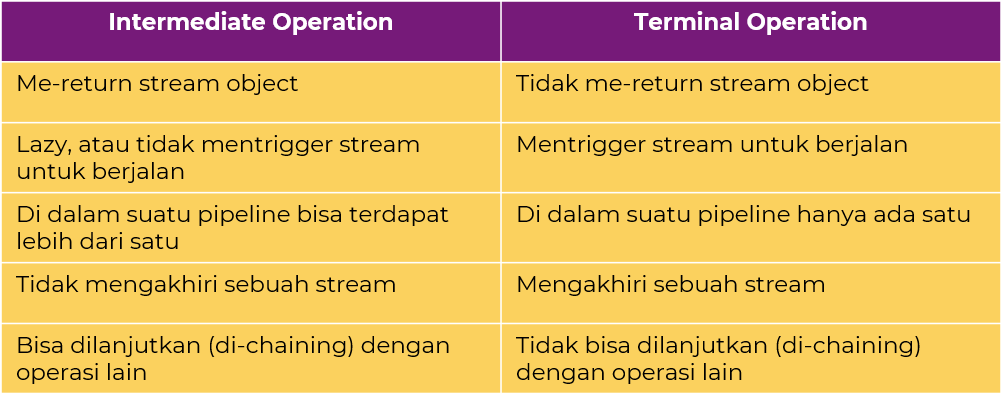 Intermediate Operation
Terminal Operation
Me-return stream object
Tidak me-return stream object
Lazy, atau tidak mentrigger stream
untuk berjalan
Mentrigger stream untuk berjalan
Di dalam suatu pipeline bisa terdapat
lebih dari satu
Di dalam suatu pipeline hanya ada satu
Tidak mengakhiri sebuah stream
Mengakhiri sebuah stream
Bisa dilanjutkan (di-chaining) dengan
operasi lain
Tidak bisa dilanjutkan (di-chaining)
dengan operasi lain